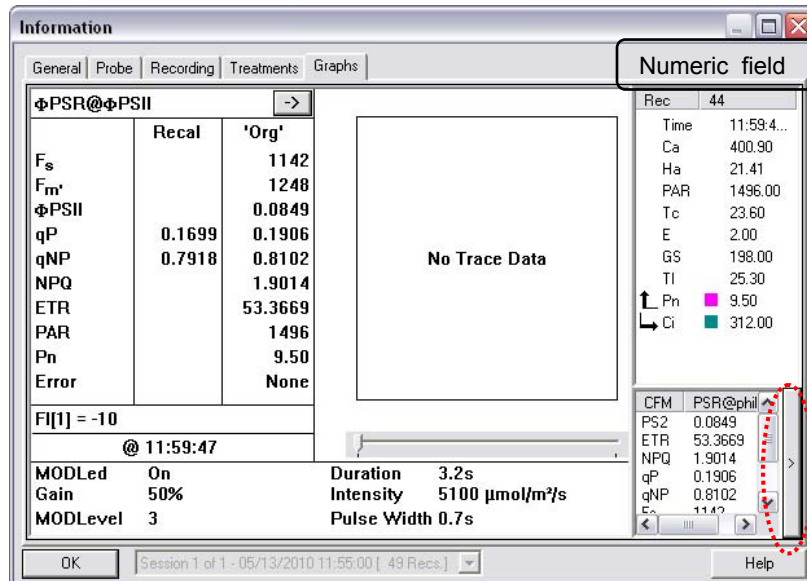 Information
General Probe Recording Treatments Graphs
Numeric field
ΦPSR@ΦPSII ->
Recal 'Org'
Fs 1142
Fm' 1248
ΦPSII 0.0849
qP 0.1699 0.1906
qNP 0.7918 0.8102
NPQ 1.9014
ETR 53.3669
PAR 1496
Pn 9.50
Error None
FI[1] = -10
@ 11:59:47
MODLed On
Gain 50%
MODLevel 3
No Trace Data
Duration 3.2s
Intensity 5100 µmol/m²/s
Pulse Width 0.7s
Rec 44
Time 11:59:4...
Ca 400.90
Ha 21.41
PAR 1496.00
Tc 23.60
E 2.00
GS 198.00
Tl 25.30
Pn 9.50
Ci 312.00
CFM PSR@phi
PS2 0.0849
ETR 53.3669
NPQ 1.9014
qP 0.1906
qNP 0.8102
Fs 1142
>
OK
Session 1 of 1 - 05/13/2010 11:55:00 [ 49 Recs.]
Help